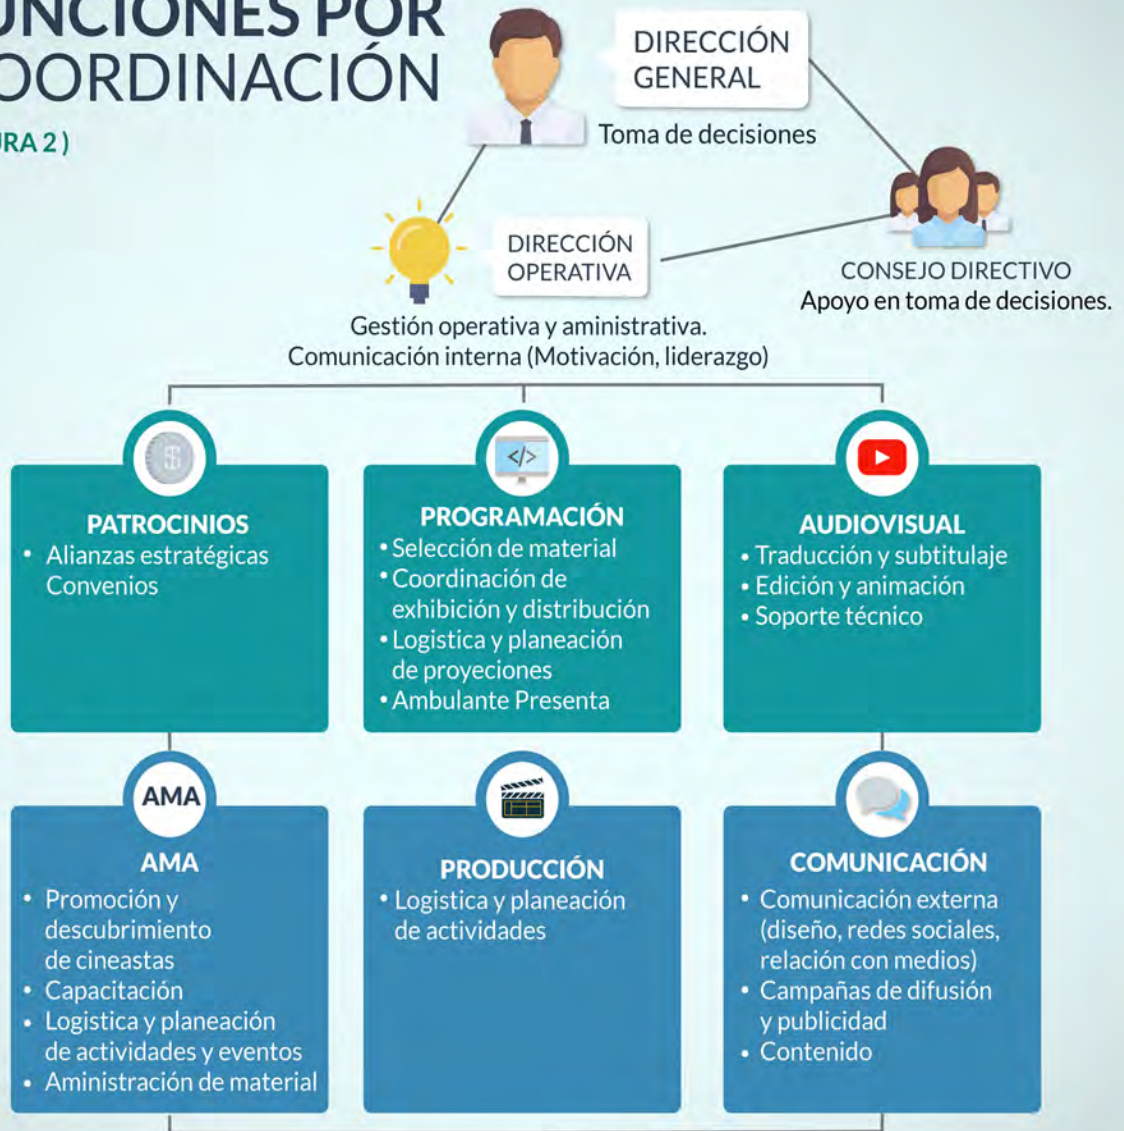 UNCIONES POR
OORDINACIÓN
URA 2 )
DIRECCIÓN
GENERAL
Toma de decisiones
DIRECCIÓN
OPERATIVA
CONSEJO DIRECTIVO
Apoyo en toma de decisiones.
Gestión operativa y aministrativa.
Comunicación interna (Motivación, liderazgo)
$
PATROCINIOS
• Alianzas estratégicas
Convenios
</>
PROGRAMACIÓN
• Selección de material
• Coordinación de
exhibición y distribución
• Logistica y planeación
de proyeciones
• Ambulante Presenta
AUDIOVISUAL
• Traducción y subtitulaje
• Edición y animación
• Soporte técnico
AMA
AMA
• Promoción y
descubrimiento
de cineastas
• Capacitación
• Logistica y planeación
de actividades y eventos
• Aministración de material
PRODUCCIÓN
• Logistica y planeación
de actividades
COMUNICACIÓN
• Comunicación externa
(diseño, redes sociales,
relación con medios)
• Campañas de difusión
y publicidad
• Contenido